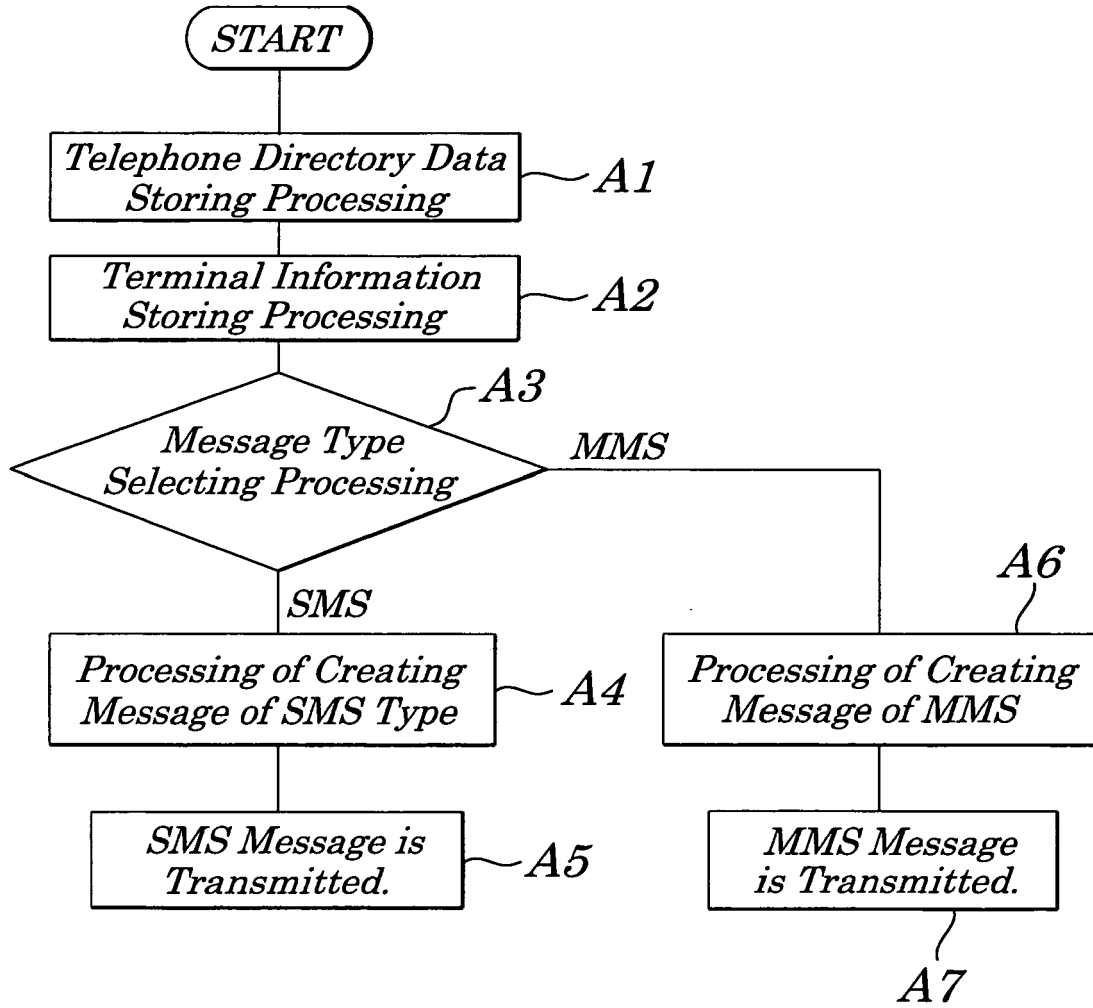 START
Telephone Directory Data
Storing Processing
A1
Terminal Information
Storing Processing
A2
A3
Message Type
Selecting Processing
MMS
SMS
A6
Processing of Creating
Message of SMS Type
A4
Processing of Creating
Message of MMS
SMS Message is
Transmitted.
A5
MMS Message
is Transmitted.
A7